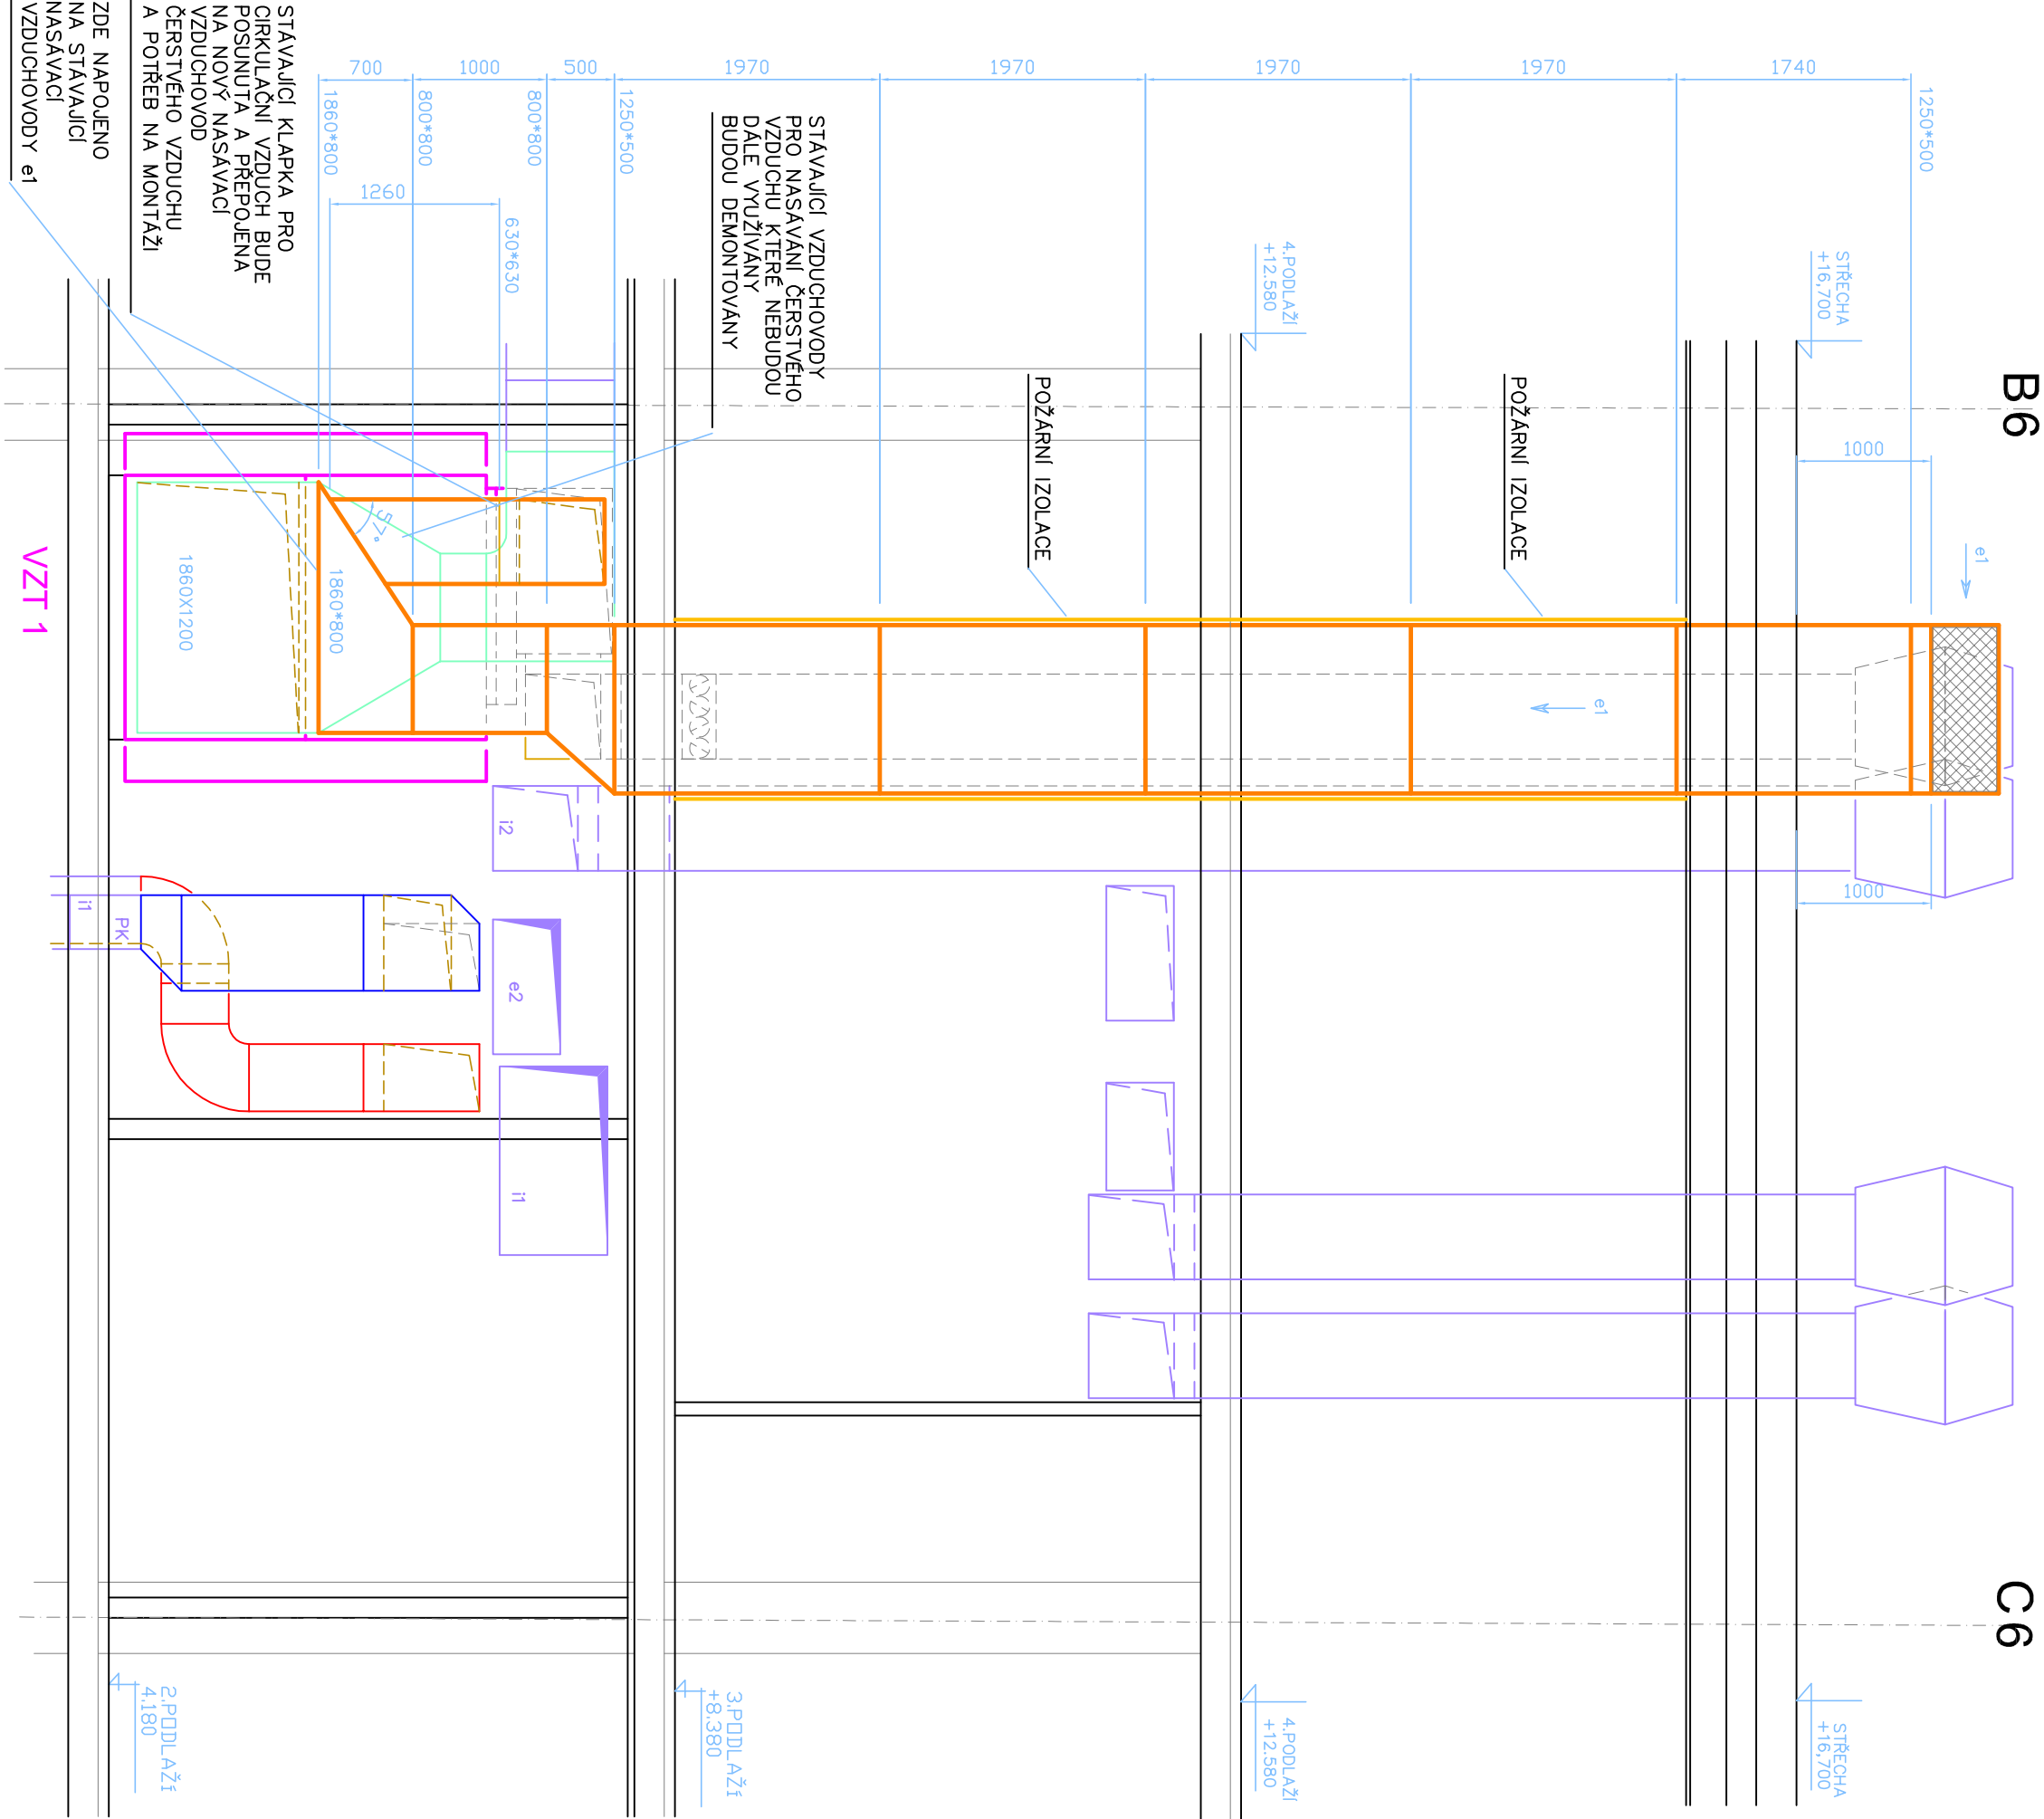 B6
C6
STŘECHA
+16,700
STŘECHA
+16,700
1250*500
1740
1970
1970
1970
1970
500
1000
700
1000
1000
e1
e1
4.PODLAŽÍ
+12.580
4.PODLAŽÍ
+12.580
POŽÁRNÍ IZOLACE
POŽÁRNÍ IZOLACE
STÁVAJÍCÍ VZDUCHOVODY
PRO NASÁVÁNÍ ČERSTVÉHO
VZDUCHU KTERÉ NEBUDOU
DÁLE VYUŽÍVÁNY
BUDOU DEMONTOVÁNY
3.PODLAŽÍ
+8.380
1250*500
800*800
630*630
1260
800*800
1860*800
57°
1860*800
1860X1200
i2
e2
i1
STÁVAJÍCÍ KLAPKA PRO
CIRKULAČNÍ VZDUCH BUDE
POSUNUTA A PŘEPOJENA
NA NOVÝ NASÁVACÍ
VZDUCHOVOD
ČERSTVÉHO VZDUCHU
A POTŘEB NA MONTÁŽI
2.PODLAŽÍ
4.180
PK
i1
ZDE NAPOJENO
NA STÁVAJÍCÍ
NASÁVACÍ
VZDUCHOVODY e1
VZT 1